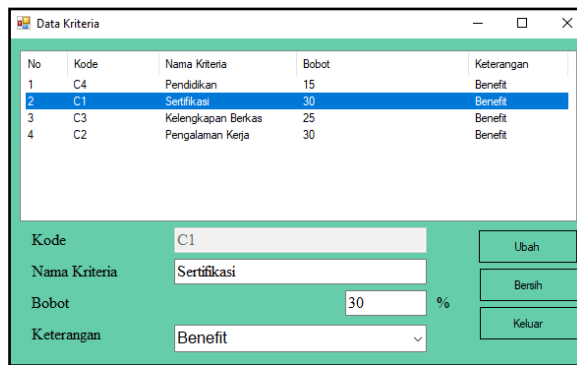 Data Kriteria
No Kode Nama Kriteria Bobot Keterangan
1 C4 Pendidikan 15 Benefit
2 C1 Sertifikasi 30 Benefit
3 C3 Kelengkapan Berkas 25 Benefit
4 C2 Pengalaman Kerja 30 Benefit
Kode C1 Ubah
Nama Kriteria Sertifikasi Bersih
Bobot 30 %
Keterangan Benefit Keluar